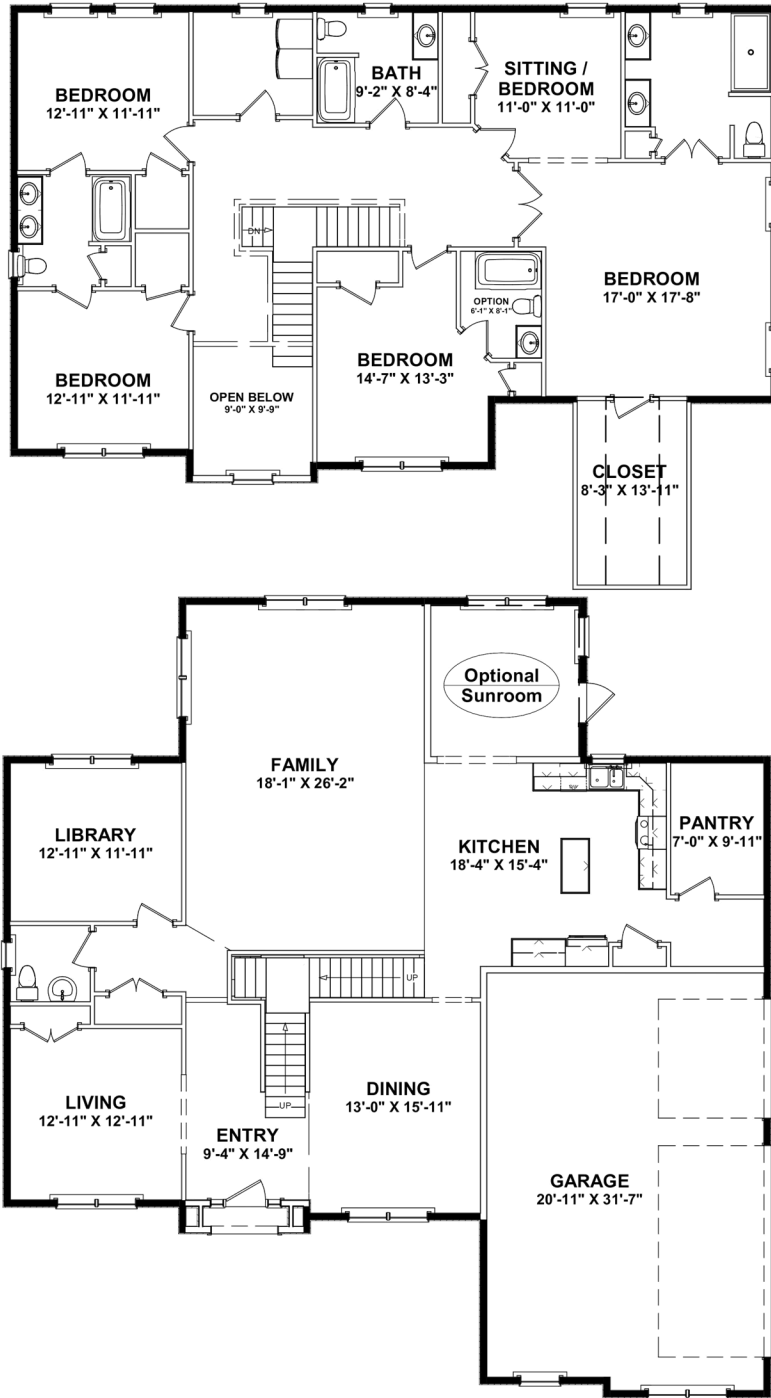 BEDROOM
12'-11" X 11'-11"
BATH
9'-2" X 8'-4"
SITTING /
BEDROOM
11'-0" X 11'-0"
DN
BEDROOM
17'-0" X 17'-8"
OPTION
6'-1" X 8'-1"
BEDROOM
12'-11" X 11'-11"
OPEN BELOW
9'-0" X 9'-9"
BEDROOM
14'-7" X 13'-3"
CLOSET
8'-3" X 13'-11"
Optional
Sunroom
FAMILY
18'-1" X 26'-2"
LIBRARY
12'-11" X 11'-11"
KITCHEN
18'-4" X 15'-4"
PANTRY
7'-0" X 9'-11"
UP
LIVING
12'-11" X 12'-11"
UP
ENTRY
9'-4" X 14'-9"
DINING
13'-0" X 15'-11"
GARAGE
20'-11" X 31'-7"